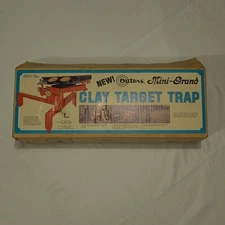 NEW! Outers Mini-Grand
CLAY TARGET TRAP